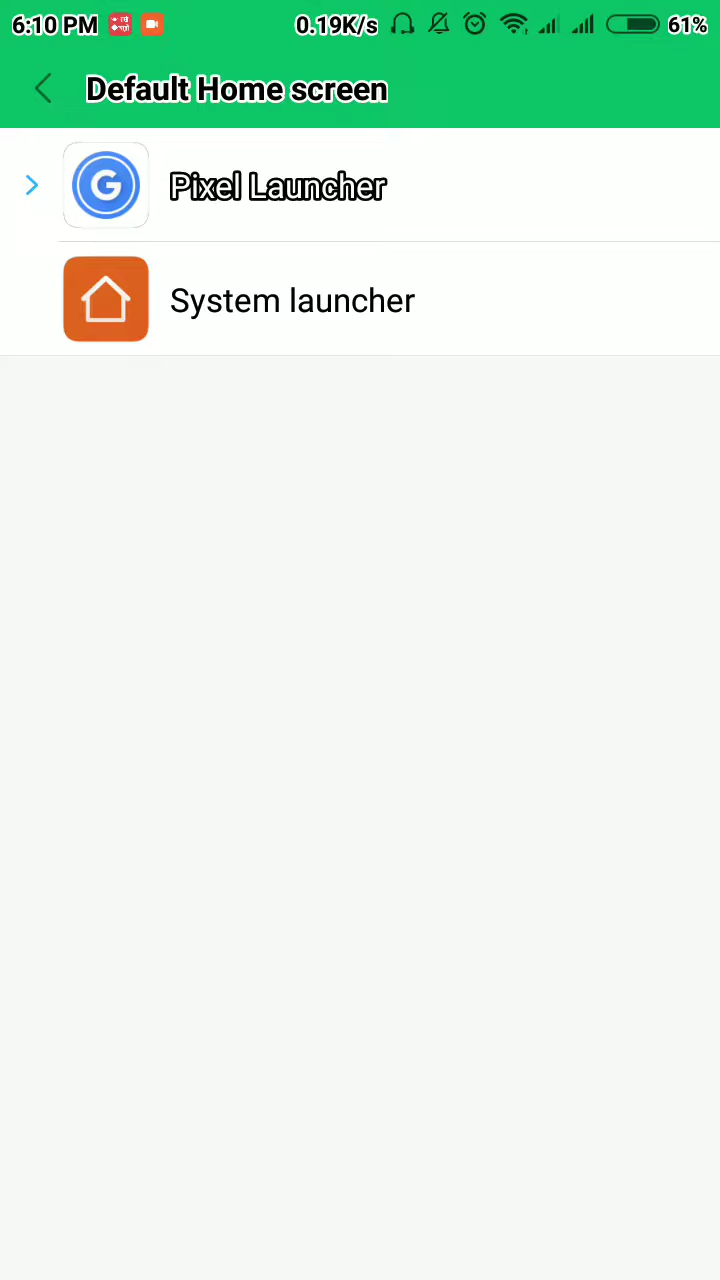 6:10 PM 0.19K/s 61%
Default Home screen
G Pixel Launcher
System launcher